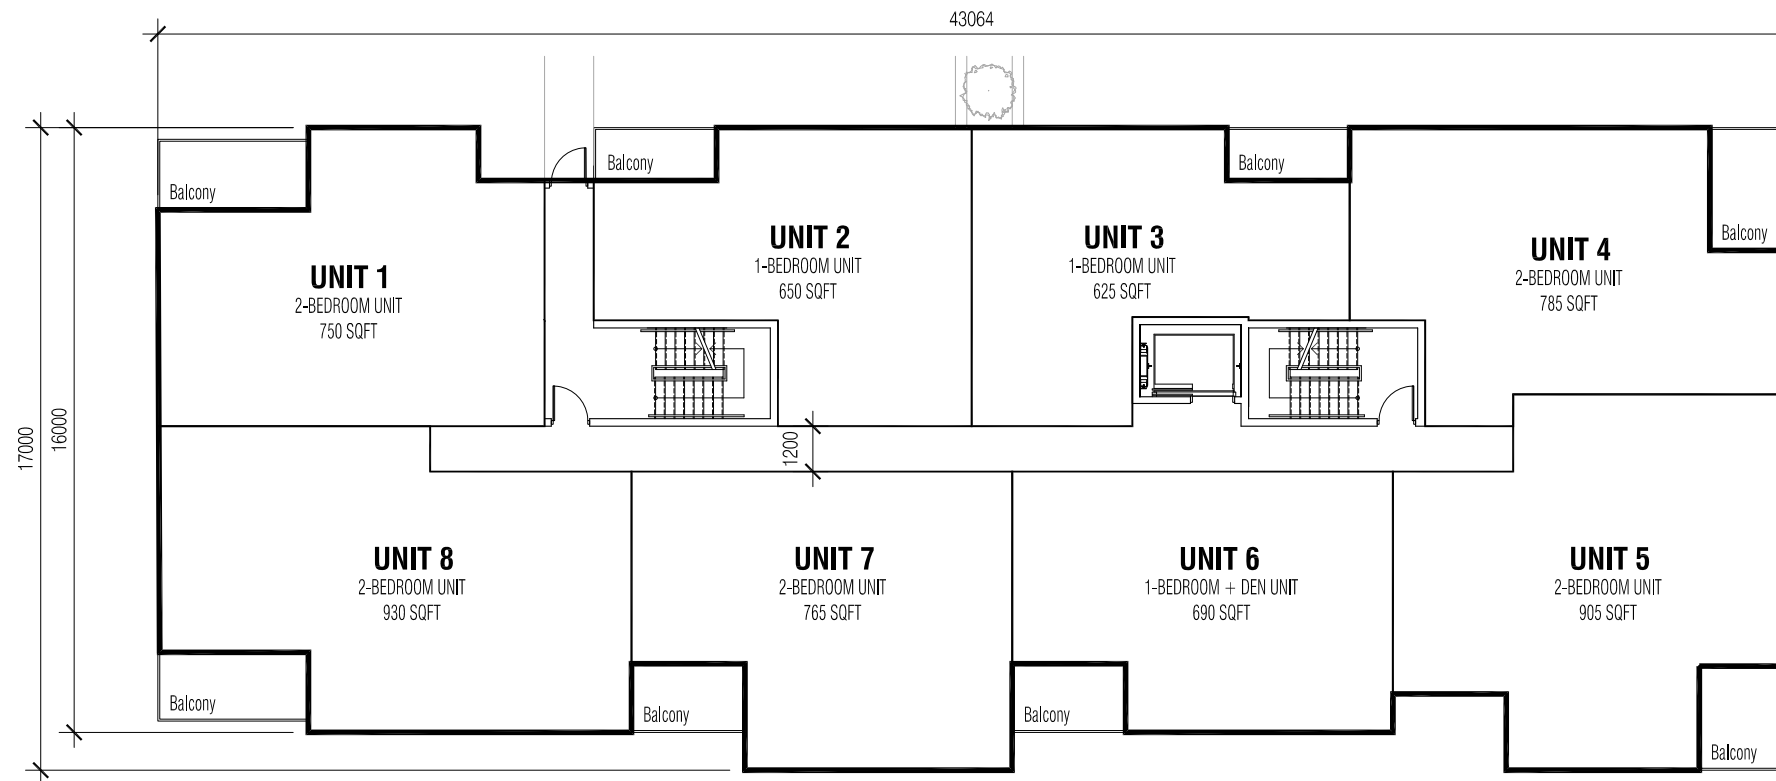 43064
Balcony
Balcony
Balcony
Balcony
UNIT 1
2-BEDROOM UNIT
750 SQFT
UNIT 2
1-BEDROOM UNIT
650 SQFT
UNIT 3
1-BEDROOM UNIT
625 SQFT
UNIT 4
2-BEDROOM UNIT
785 SQFT
17000
16000
1200
UNIT 8
2-BEDROOM UNIT
930 SQFT
UNIT 7
2-BEDROOM UNIT
765 SQFT
UNIT 6
1-BEDROOM + DEN UNIT
690 SQFT
UNIT 5
2-BEDROOM UNIT
905 SQFT
Balcony
Balcony
Balcony
Balcony